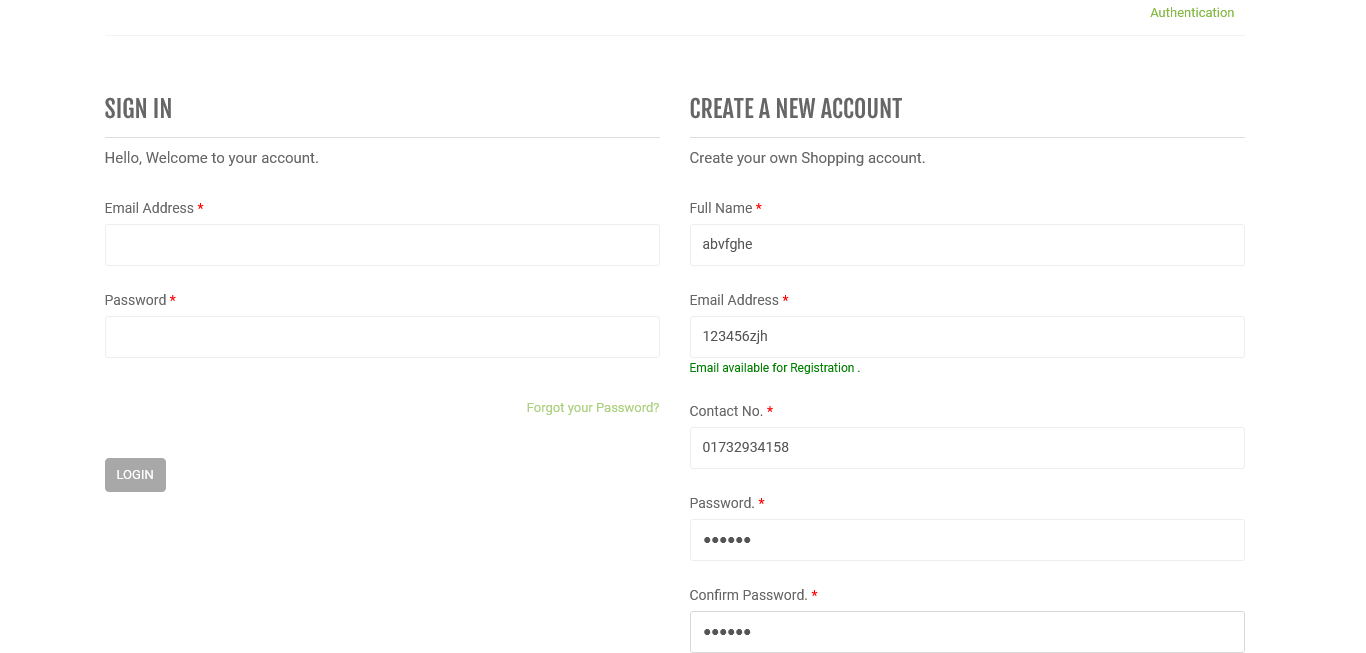 Authentication
SIGN IN
Hello, Welcome to your account.
Email Address *
Password *
Forgot your Password?
LOGIN
CREATE A NEW ACCOUNT
Create your own Shopping account.
Full Name *
abvfghe
Email Address *
123456zjh
Email available for Registration .
Contact No. *
01732934158
Password. *
••••••
Confirm Password. *
••••••